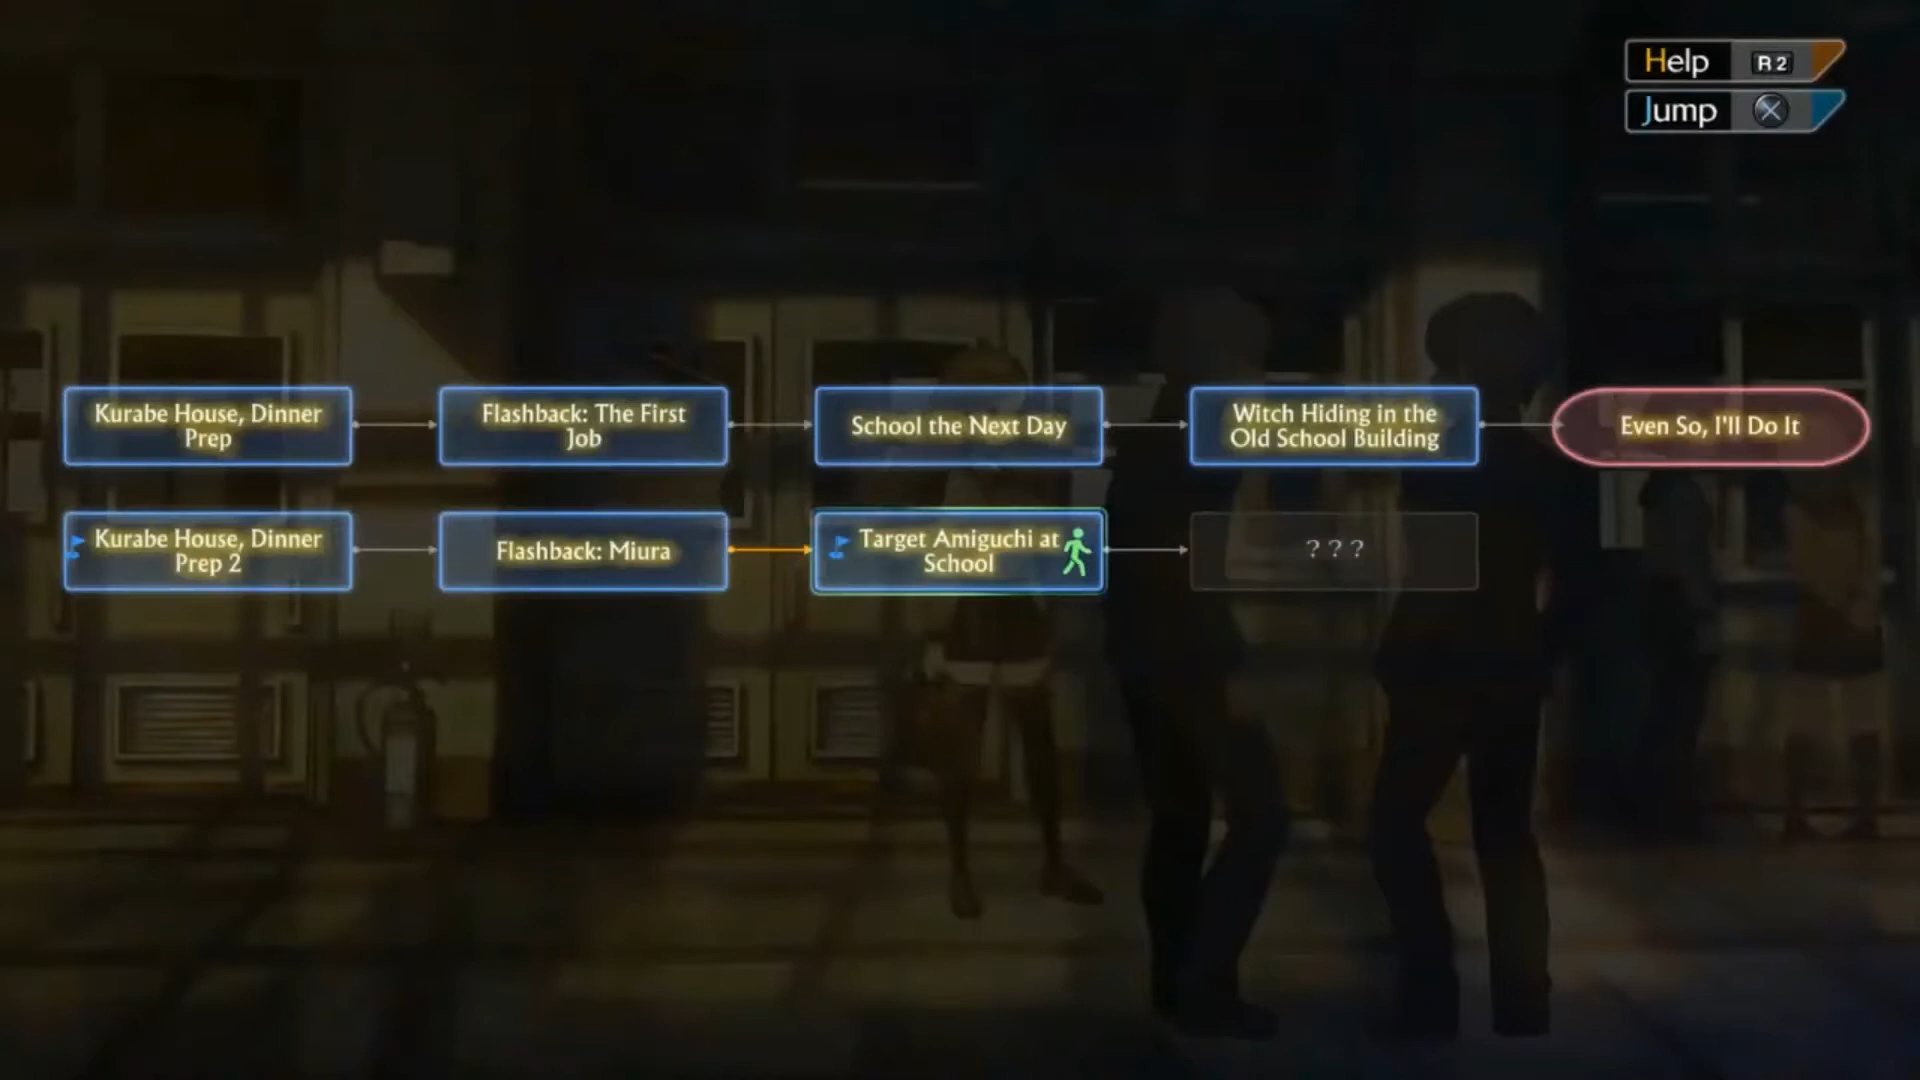 Help R2
Jump
Kurabe House, Dinner
Prep
Flashback: The First
Job
School the Next Day
Witch Hiding in the
Old School Building
Even So, I'll Do It
Kurabe House, Dinner
Prep 2
Flashback: Miura
Target Amiguchi at
School
? ? ?